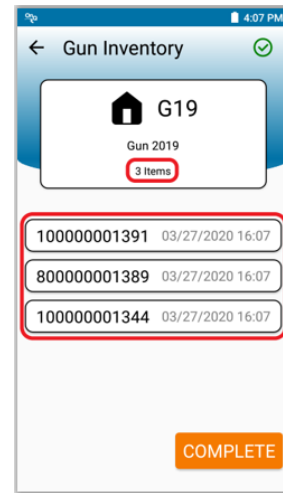 4:07 PM
Gun Inventory
G19
Gun 2019
3 Items
100000001391 03/27/2020 16:07
800000001389 03/27/2020 16:07
100000001344 03/27/2020 16:07
COMPLETE